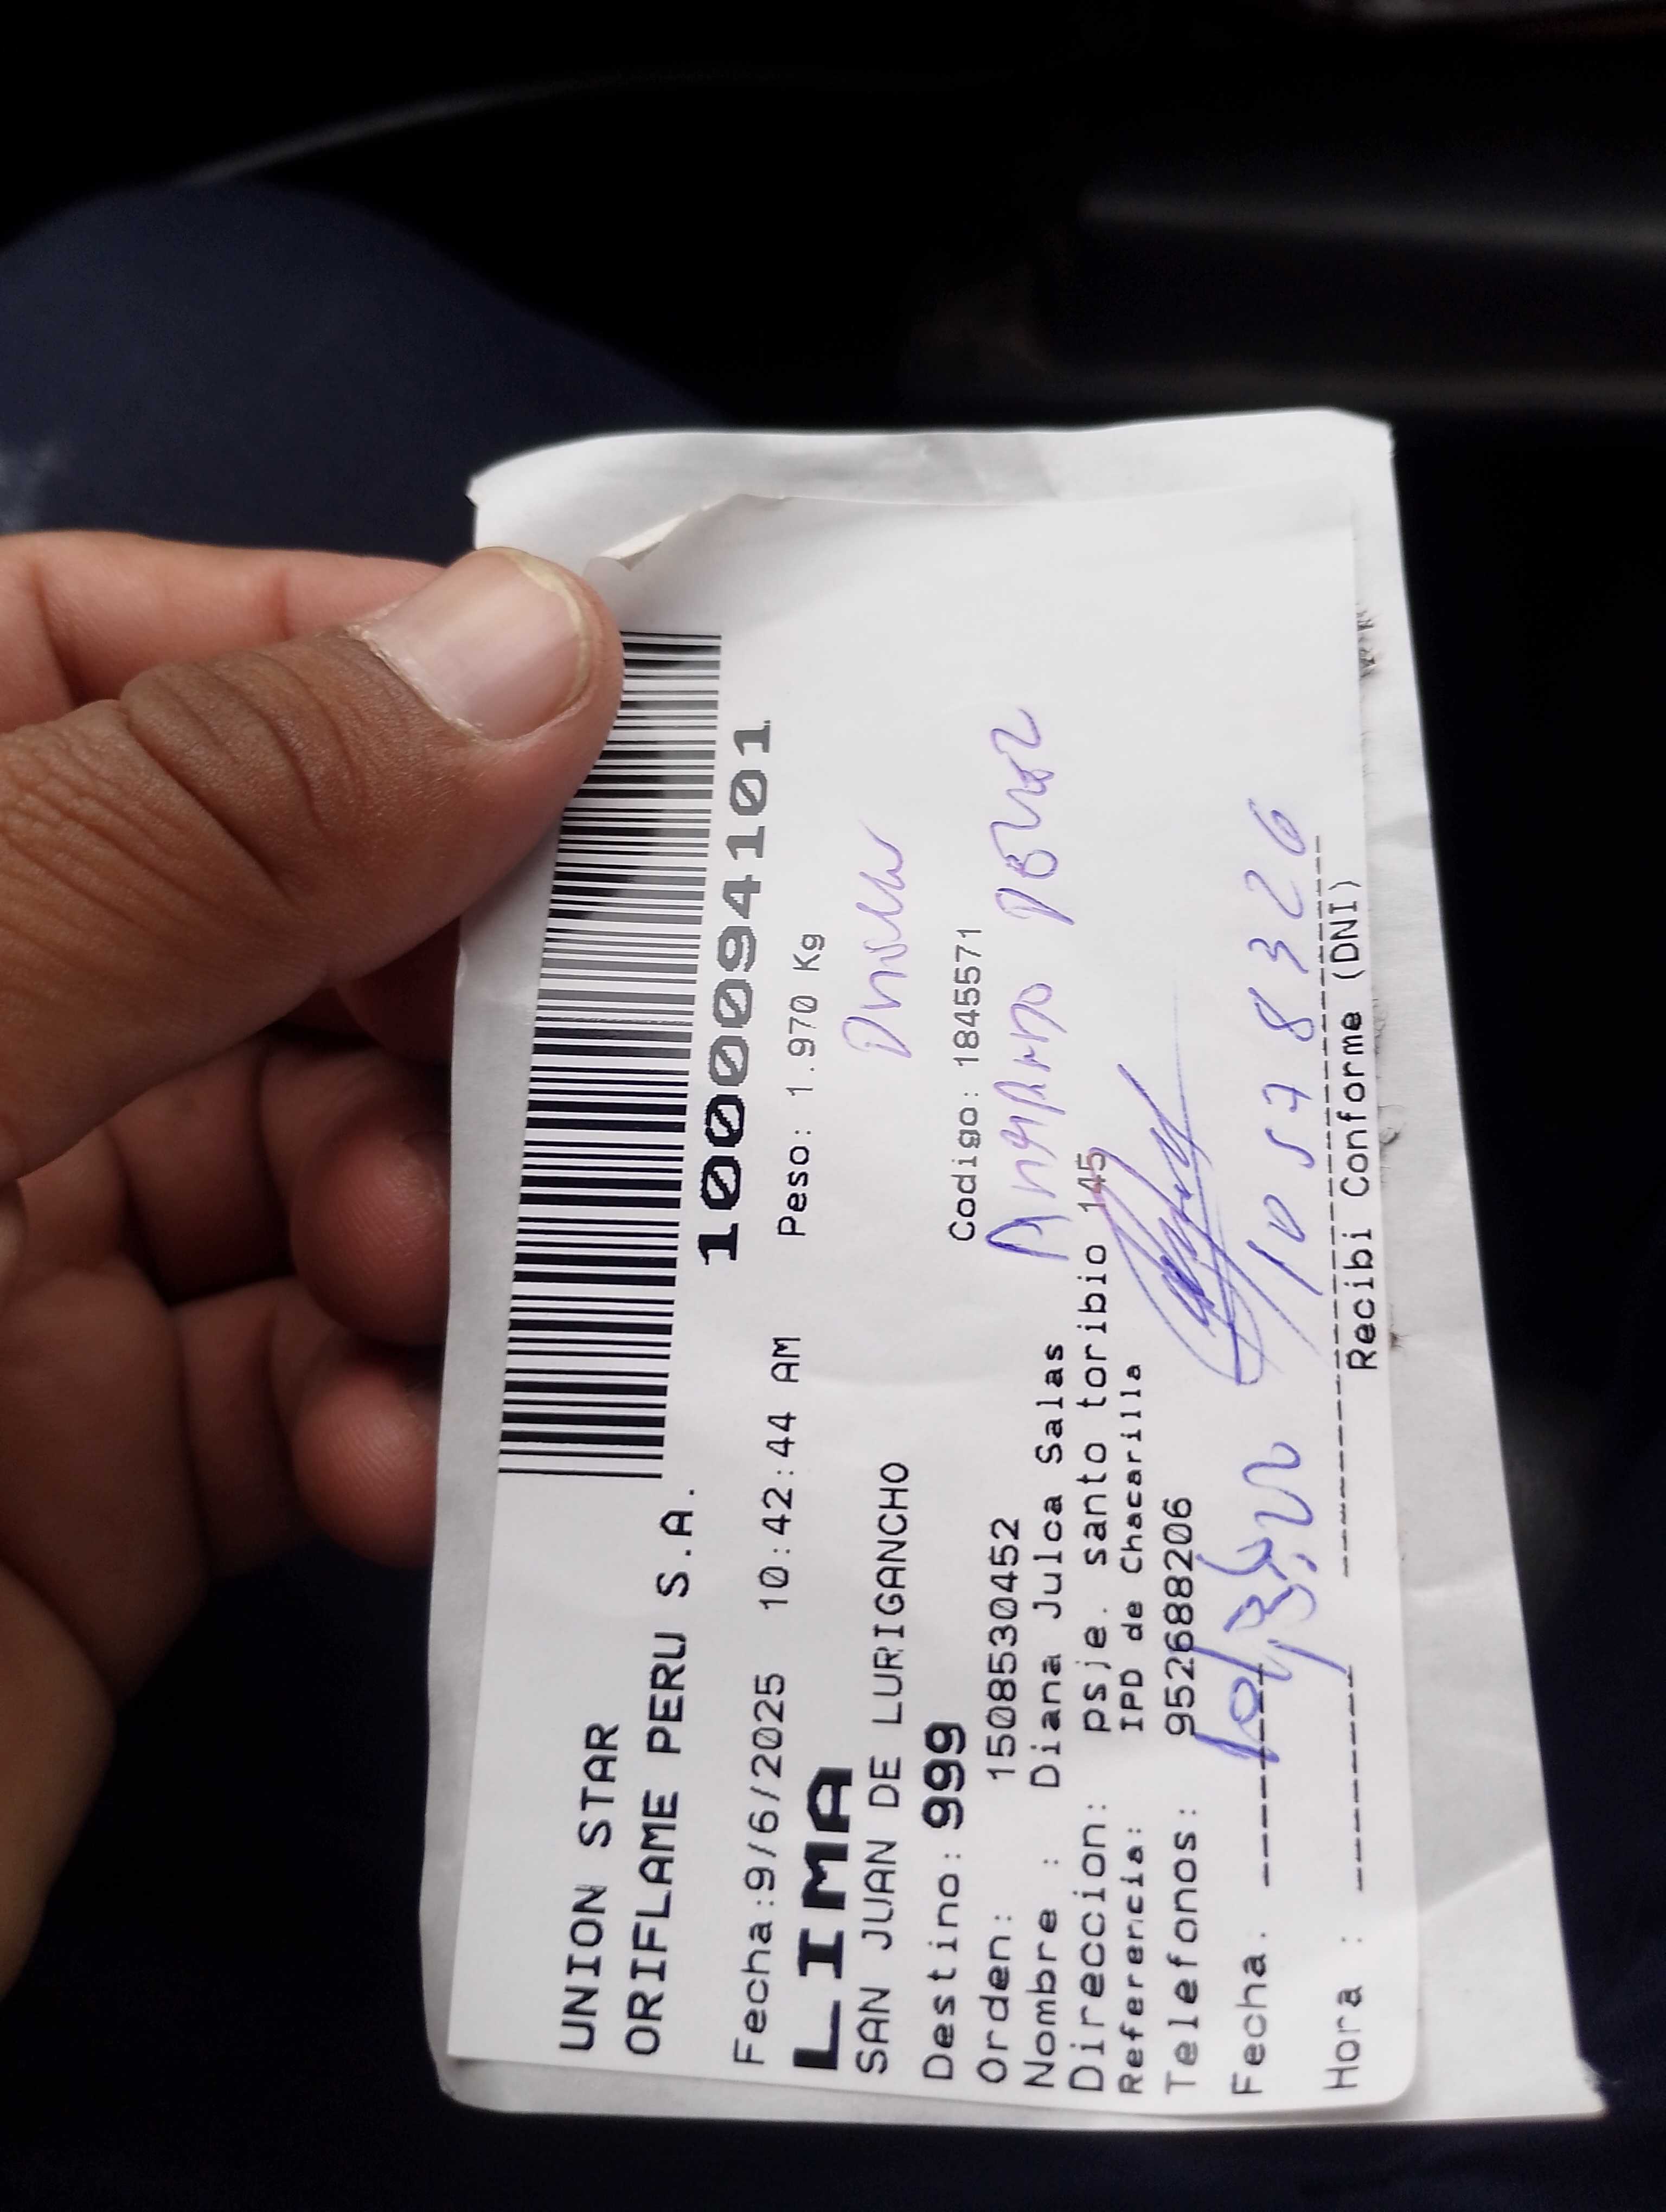 UNION STAR
ORIFLAME PERU S.A.
1000094101
Fecha:9/6/2025 10:42:44 AM Peso: 1.970 Kg
LIMA
SAN JUAN DE LURIGANCHO
Destino: 999
Orden: 1508530452 Codigo: 1845571
Nombre : Diana Julca Salas
Direccion: psje. santo toribio 145
Referencia: IPD de Chacarilla
Telefonos: 952688206
10578326
Fecha:
Hora :
Recibi Conforme (DNI)